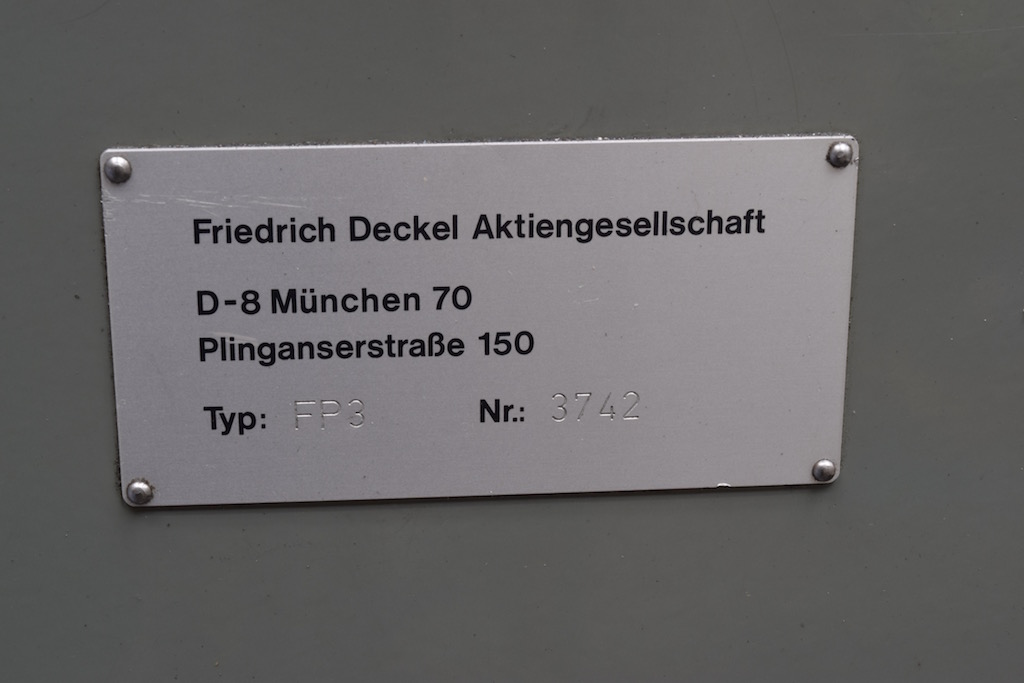 Friedrich Deckel Aktiengesellschaft
D-8 München 70
Plinganserstraße 150
Typ: FP3 Nr.: 3742